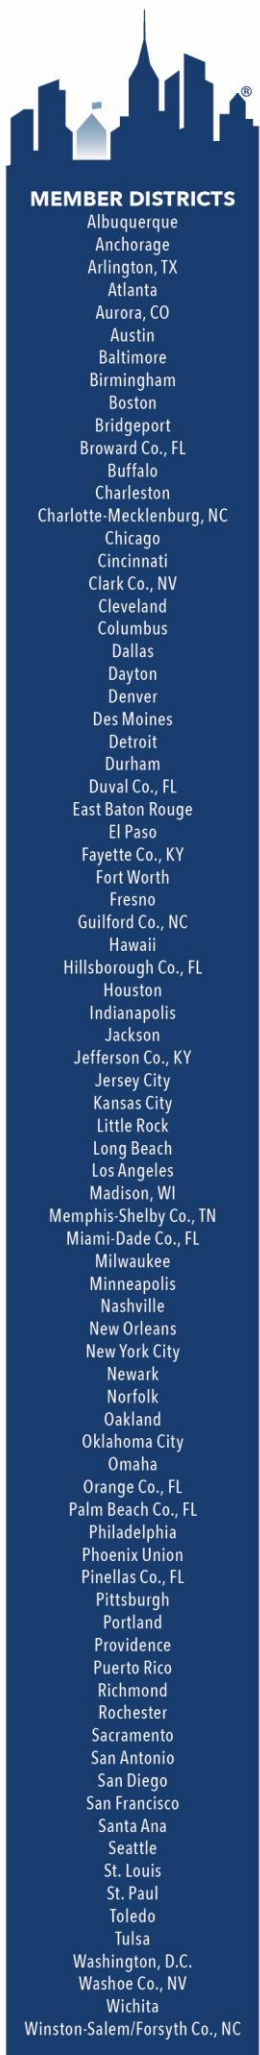 ®
MEMBER DISTRICTS
Albuquerque
Anchorage
Arlington, TX
Atlanta
Aurora, CO
Austin
Baltimore
Birmingham
Boston
Bridgeport
Broward Co., FL
Buffalo
Charleston
Charlotte-Mecklenburg, NC
Chicago
Cincinnati
Clark Co., NV
Cleveland
Columbus
Dallas
Dayton
Denver
Des Moines
Detroit
Durham
Duval Co., FL
East Baton Rouge
El Paso
Fayette Co., KY
Fort Worth
Fresno
Guilford Co., NC
Hawaii
Hillsborough Co., FL
Houston
Indianapolis
Jackson
Jefferson Co., KY
Jersey City
Kansas City
Little Rock
Long Beach
Los Angeles
Madison, WI
Memphis-Shelby Co., TN
Miami-Dade Co., FL
Milwaukee
Minneapolis
Nashville
New Orleans
New York City
Newark
Norfolk
Oakland
Oklahoma City
Omaha
Orange Co., FL
Palm Beach Co., FL
Philadelphia
Phoenix Union
Pinellas Co., FL
Pittsburgh
Portland
Providence
Puerto Rico
Richmond
Rochester
Sacramento
San Antonio
San Diego
San Francisco
Santa Ana
Seattle
St. Louis
St. Paul
Toledo
Tulsa
Washington, D.C.
Washoe Co., NV
Wichita
Winston-Salem/Forsyth Co., NC